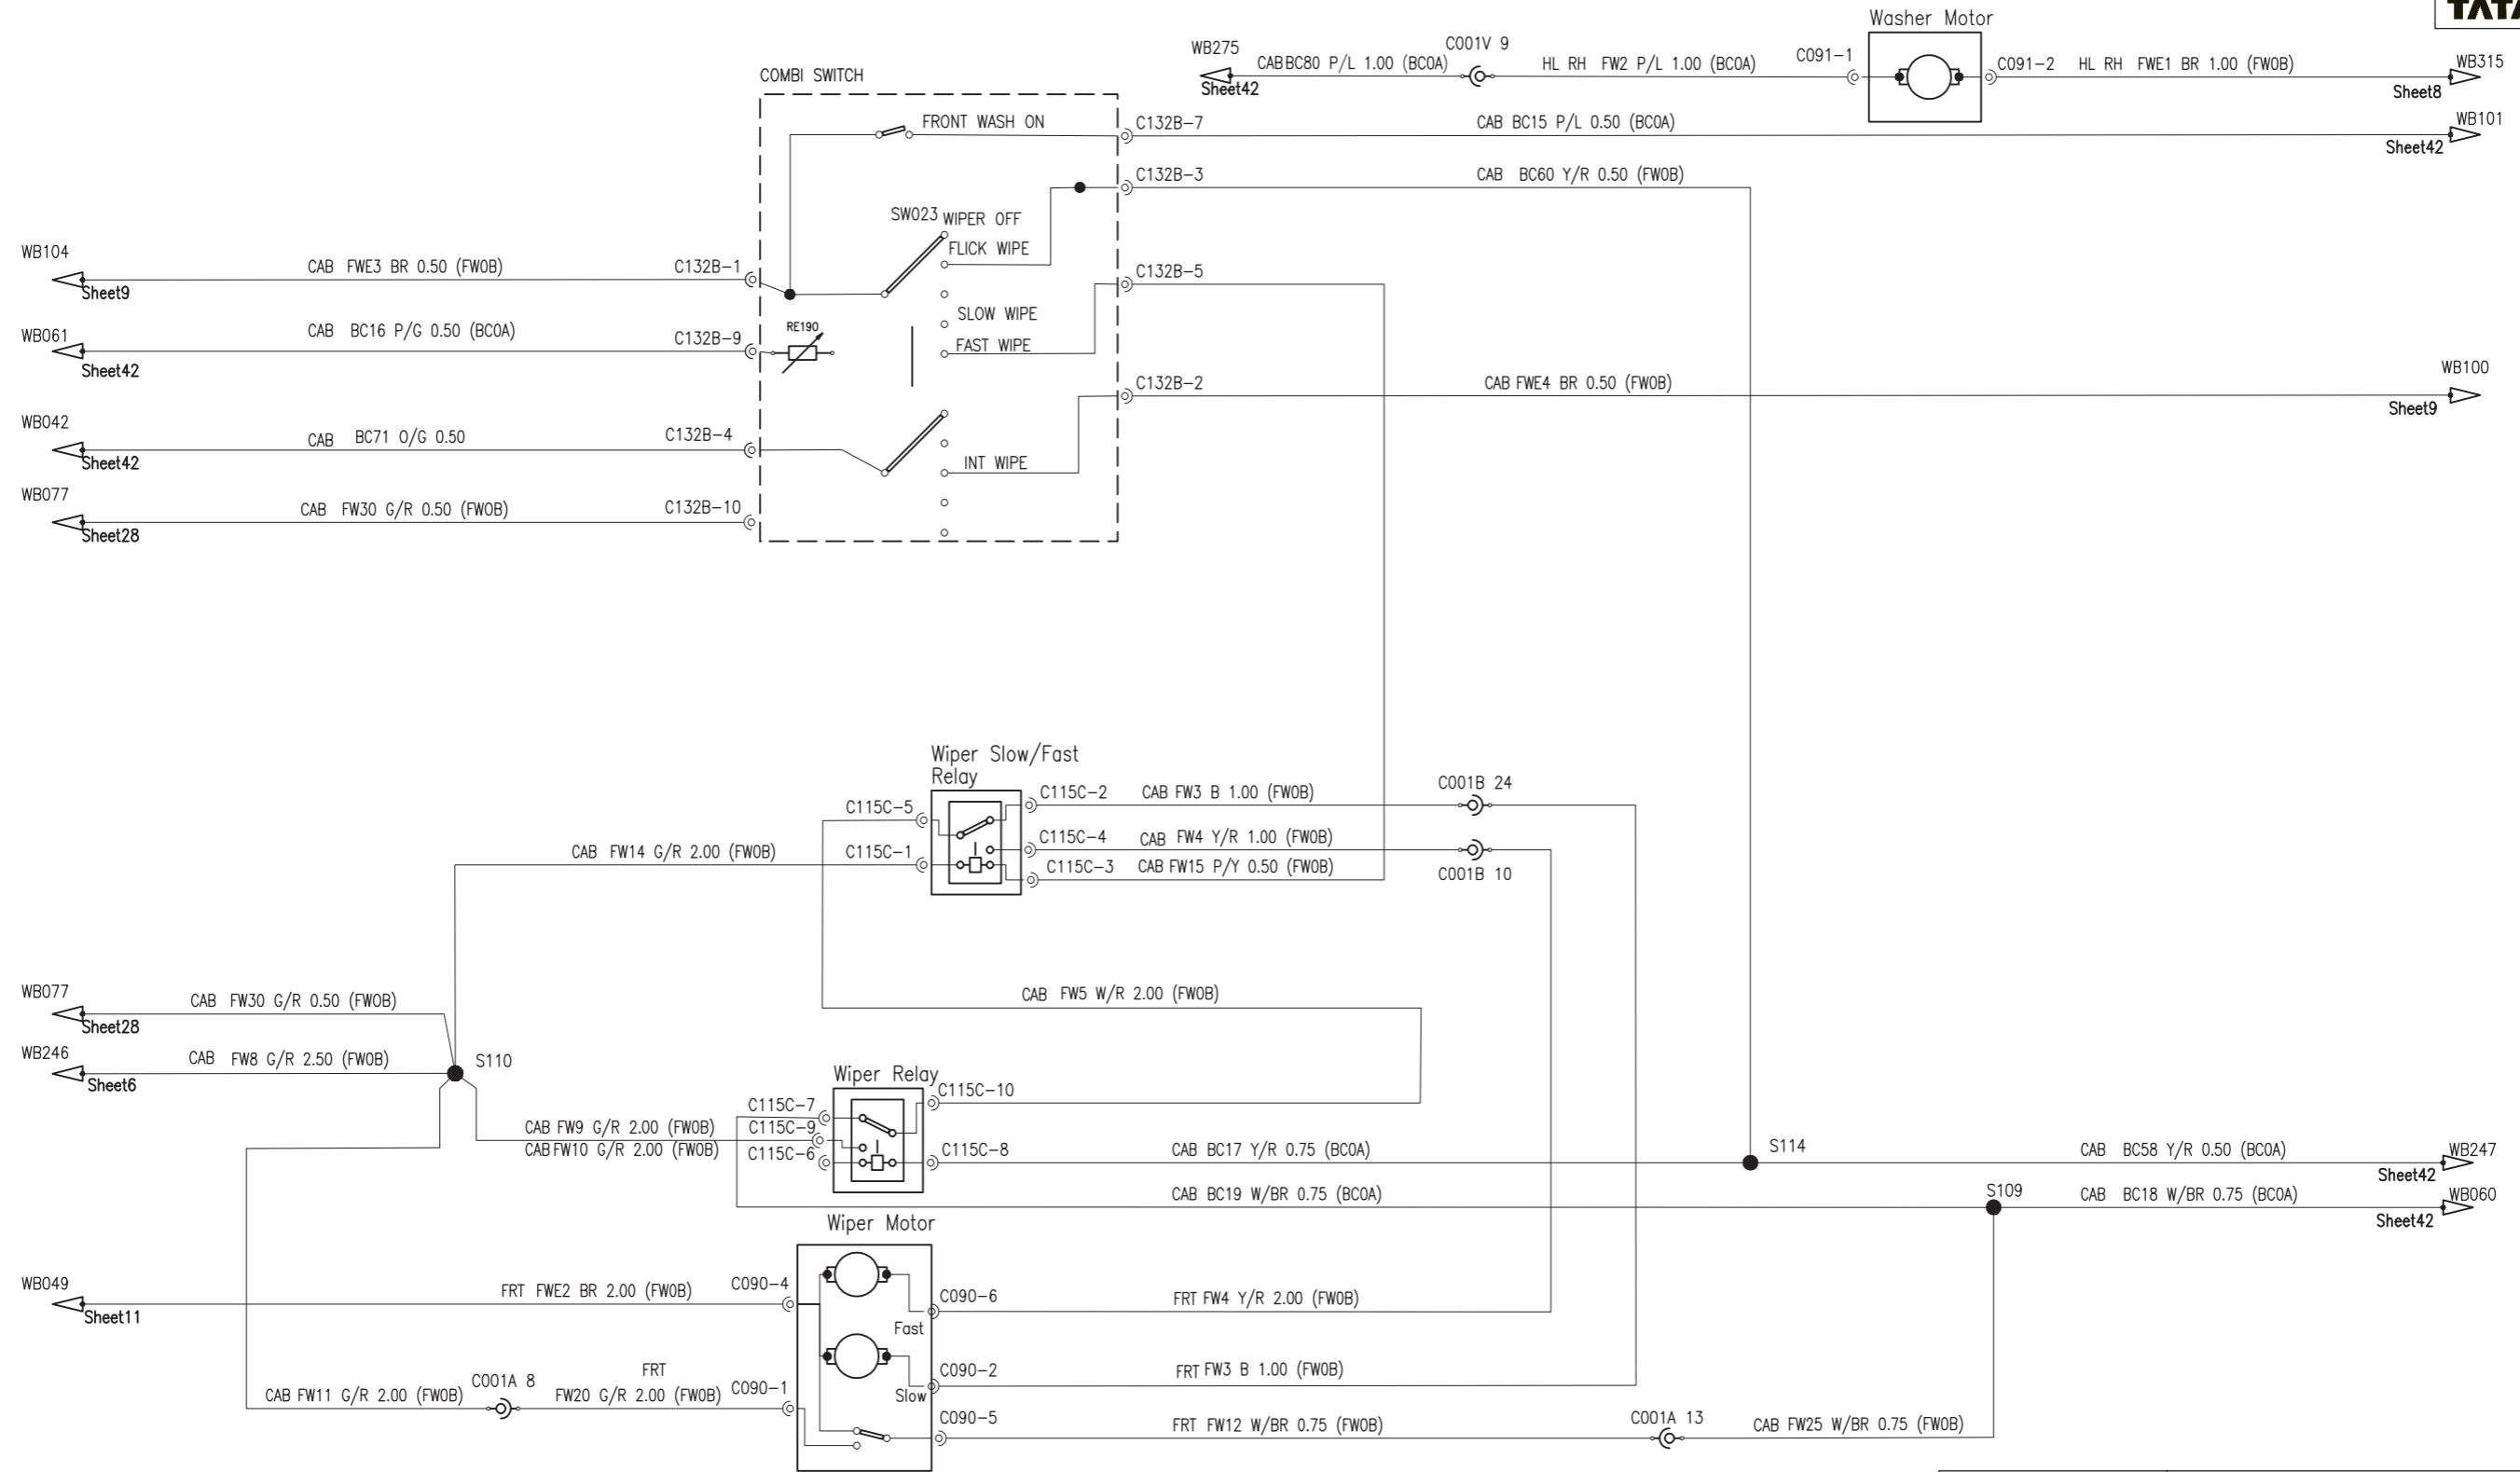 TATA
Washer Motor
WB275
CABBC80 P/L 1.00 (BC0A)
C001V 9
HL RH FW2 P/L 1.00 (BC0A)
C091-1
C091-2
HL RH FWE1 BR 1.00 (FW0B)
WB315
Sheet42
Sheet8
COMBI SWITCH
FRONT WASH ON
C132B-7
CAB BC15 P/L 0.50 (BC0A)
WB101
Sheet42
C132B-3
CAB BC60 Y/R 0.50 (FW0B)
SW023
WIPER OFF
FLICK WIPE
WB104
CAB FWE3 BR 0.50 (FW0B)
C132B-1
Sheet9
C132B-5
SLOW WIPE
WB061
CAB BC16 P/G 0.50 (BC0A)
C132B-9
RE190
FAST WIPE
Sheet42
C132B-2
CAB FWE4 BR 0.50 (FW0B)
WB100
Sheet9
WB042
CAB BC71 O/G 0.50
C132B-4
Sheet42
INT WIPE
WB077
CAB FW30 G/R 0.50 (FW0B)
C132B-10
Sheet28
Wiper Slow/Fast
Relay
C115C-5
C115C-2
CAB FW3 B 1.00 (FW0B)
C001B 24
C115C-4
CAB FW4 Y/R 1.00 (FW0B)
CAB FW14 G/R 2.00 (FW0B)
C115C-1
C115C-3
CAB FW15 P/Y 0.50 (FW0B)
C001B 10
WB077
CAB FW30 G/R 0.50 (FW0B)
Sheet28
CAB FW5 W/R 2.00 (FW0B)
WB246
CAB FW8 G/R 2.50 (FW0B)
S110
Sheet6
Wiper Relay
C115C-7
C115C-10
CAB FW9 G/R 2.00 (FW0B)
C115C-9
CABFW10 G/R 2.00 (FW0B)
C115C-6
C115C-8
CAB BC17 Y/R 0.75 (BC0A)
S114
CAB BC58 Y/R 0.50 (BC0A)
WB247
Sheet42
CAB BC19 W/BR 0.75 (BC0A)
S109
CAB BC18 W/BR 0.75 (BC0A)
WB060
Sheet42
Wiper Motor
WB049
FRT FWE2 BR 2.00 (FW0B)
C090-4
Sheet11
C090-6
FRT FW4 Y/R 2.00 (FW0B)
Fast
C090-2
FRT FW3 B 1.00 (FW0B)
Slow
CAB FW11 G/R 2.00 (FW0B)
C001A 8
FRT
FW20 G/R 2.00 (FW0B)
C090-1
C090-5
FRT FW12 W/BR 0.75 (FW0B)
C001A 13
CAB FW25 W/BR 0.75 (FW0B)